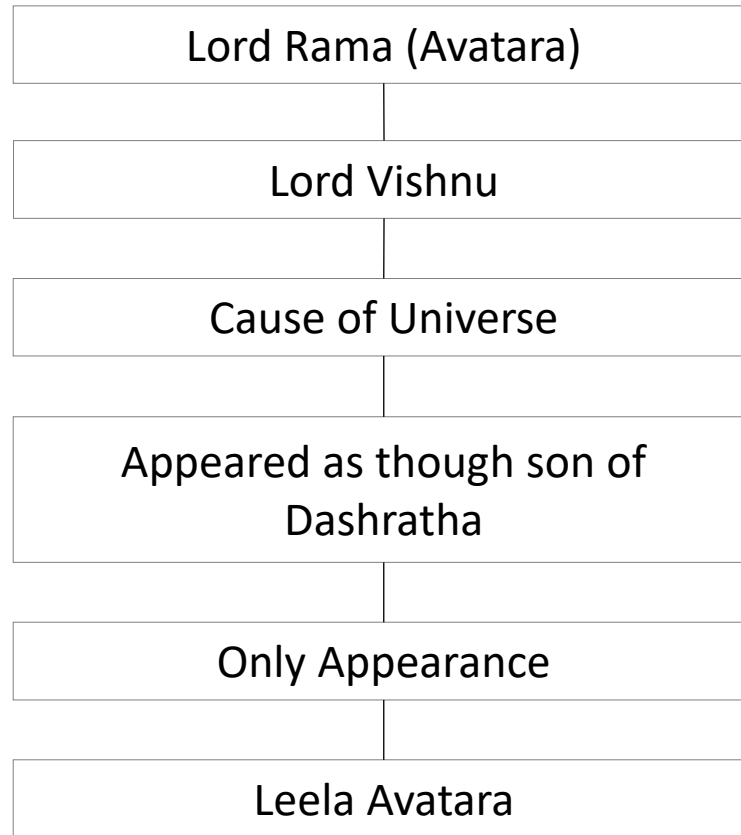 Lord Rama (Avatara)
Lord Vishnu
Cause of Universe
Appeared as though son of
Dashratha
Only Appearance
Leela Avatara